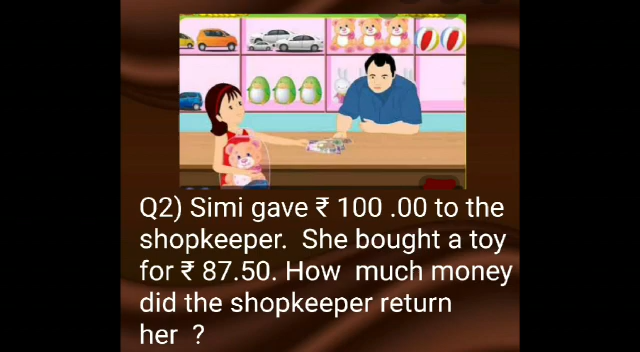 Q2) Simi gave ₹ 100 .00 to the
shopkeeper.  She bought a toy
for ₹ 87.50. How  much money
did the shopkeeper return
her  ?